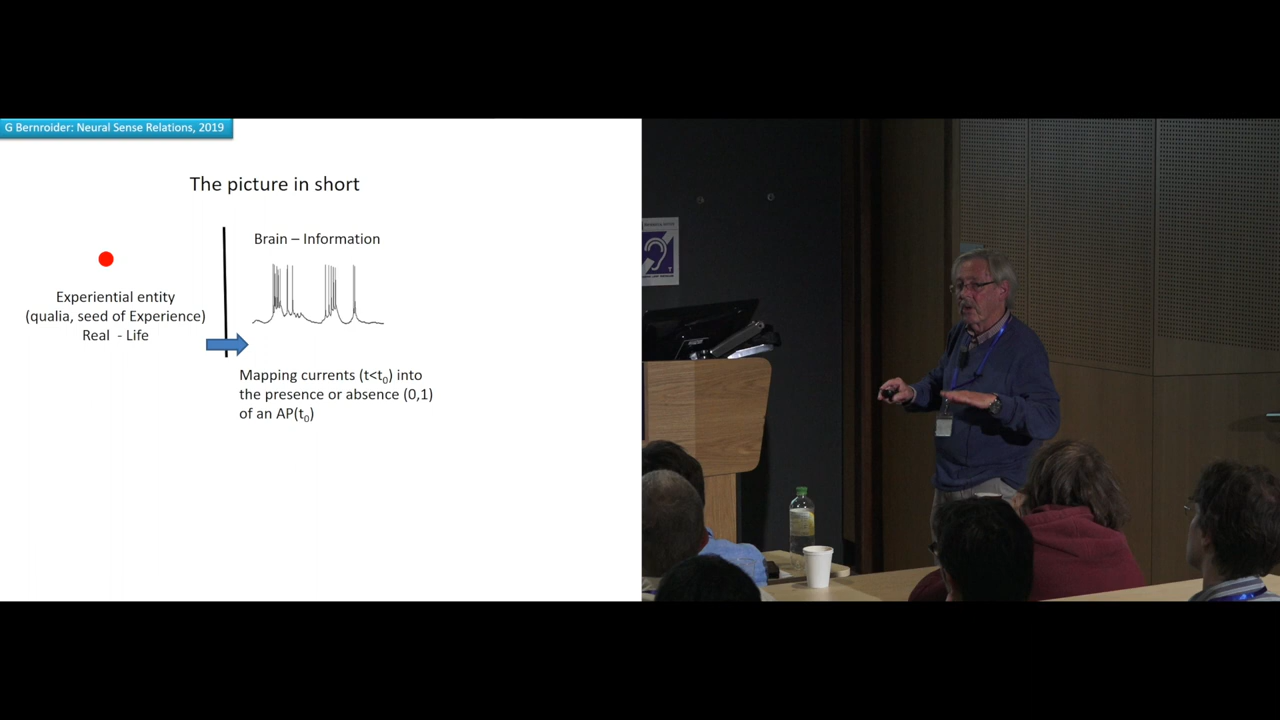 G Bernroider: Neural Sense Relations, 2019
The picture in short
Brain – Information
Experiential entity
(qualia, seed of Experience)
Real - Life
Mapping currents (t<t₀) into
the presence or absence (0,1)
of an AP(t₀)
T